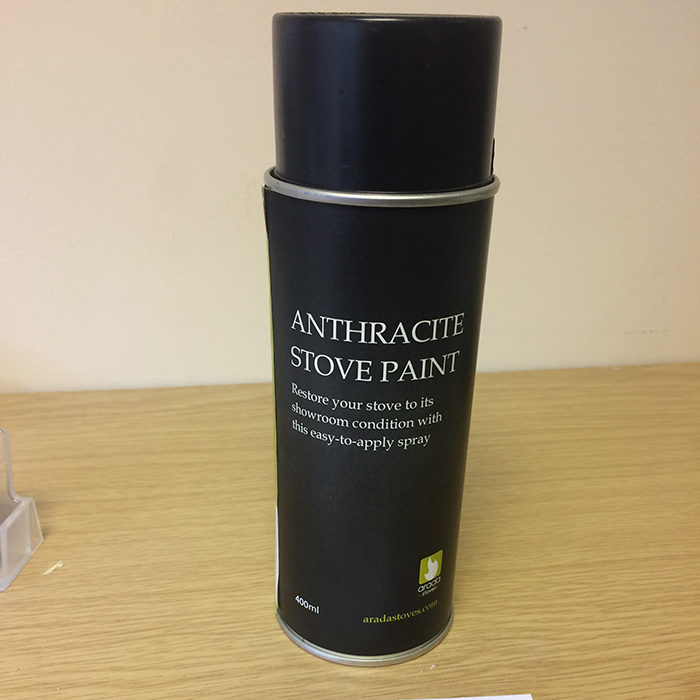 ANTHRACITE
STOVE PAINT
Restore your stove to its
showroom condition with
this easy-to-apply spray
arada
stoves
400ml
aradastoves.com